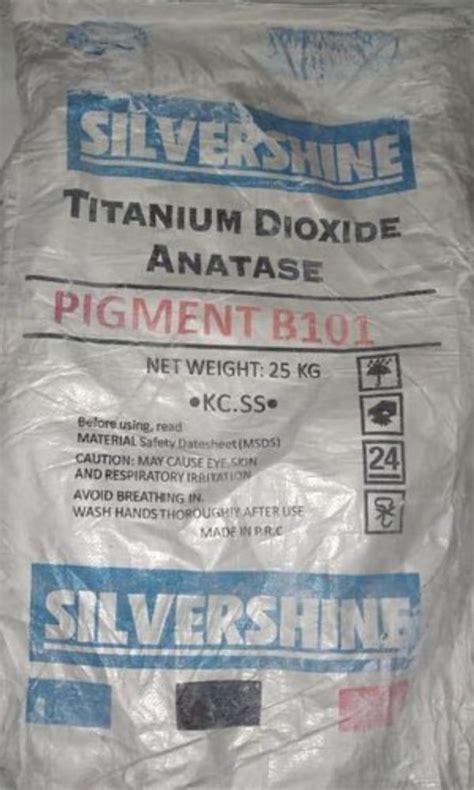 SILVERSHINE
TITANIUM DIOXIDE
ANATASE
PIGMENT B101
NET WEIGHT: 25 KG
•KC.SS•
Before using, read
MATERIAL Safety Datesheet (MSDS)
CAUTION: MAY CAUSE EYE, SKIN
AND RESPIRATORY IRRITATION
AVOID BREATHING IN.
WASH HANDS THOROUGHLY AFTER USE
MADE IN P.R.C
24
SILVERSHINE